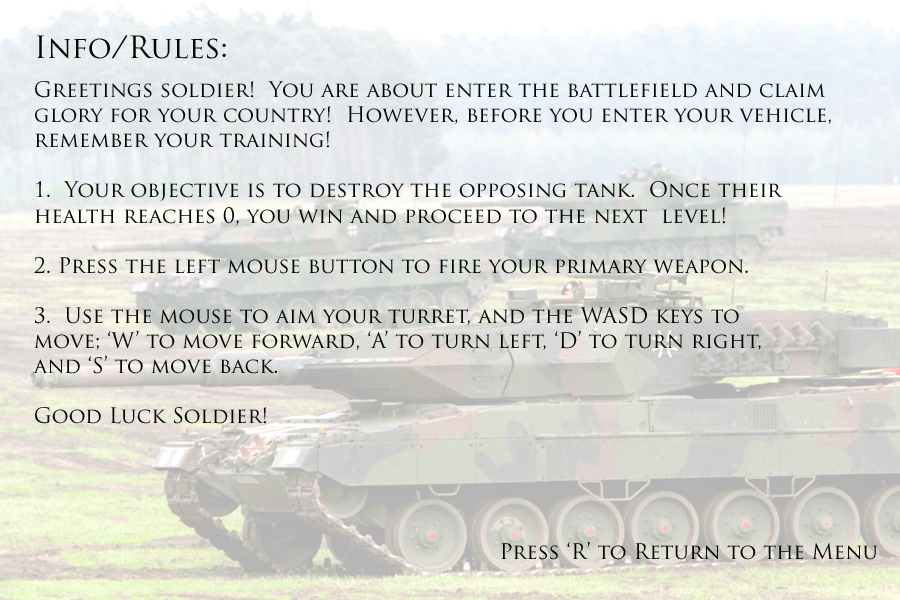 Info/Rules:
Greetings soldier!  You are about enter the battlefield and claim
glory for your country!  However, before you enter your vehicle,
remember your training!
1.  Your objective is to destroy the opposing tank.  Once their
health reaches 0, you win and proceed to the next  level!
2. Press the left mouse button to fire your primary weapon.
3.  Use the mouse to aim your turret, and the WASD keys to
move; ‘W’ to move forward, ‘A’ to turn left, ‘D’ to turn right,
and ‘S’ to move back.
Good Luck Soldier!
Press ‘R’ to Return to the Menu